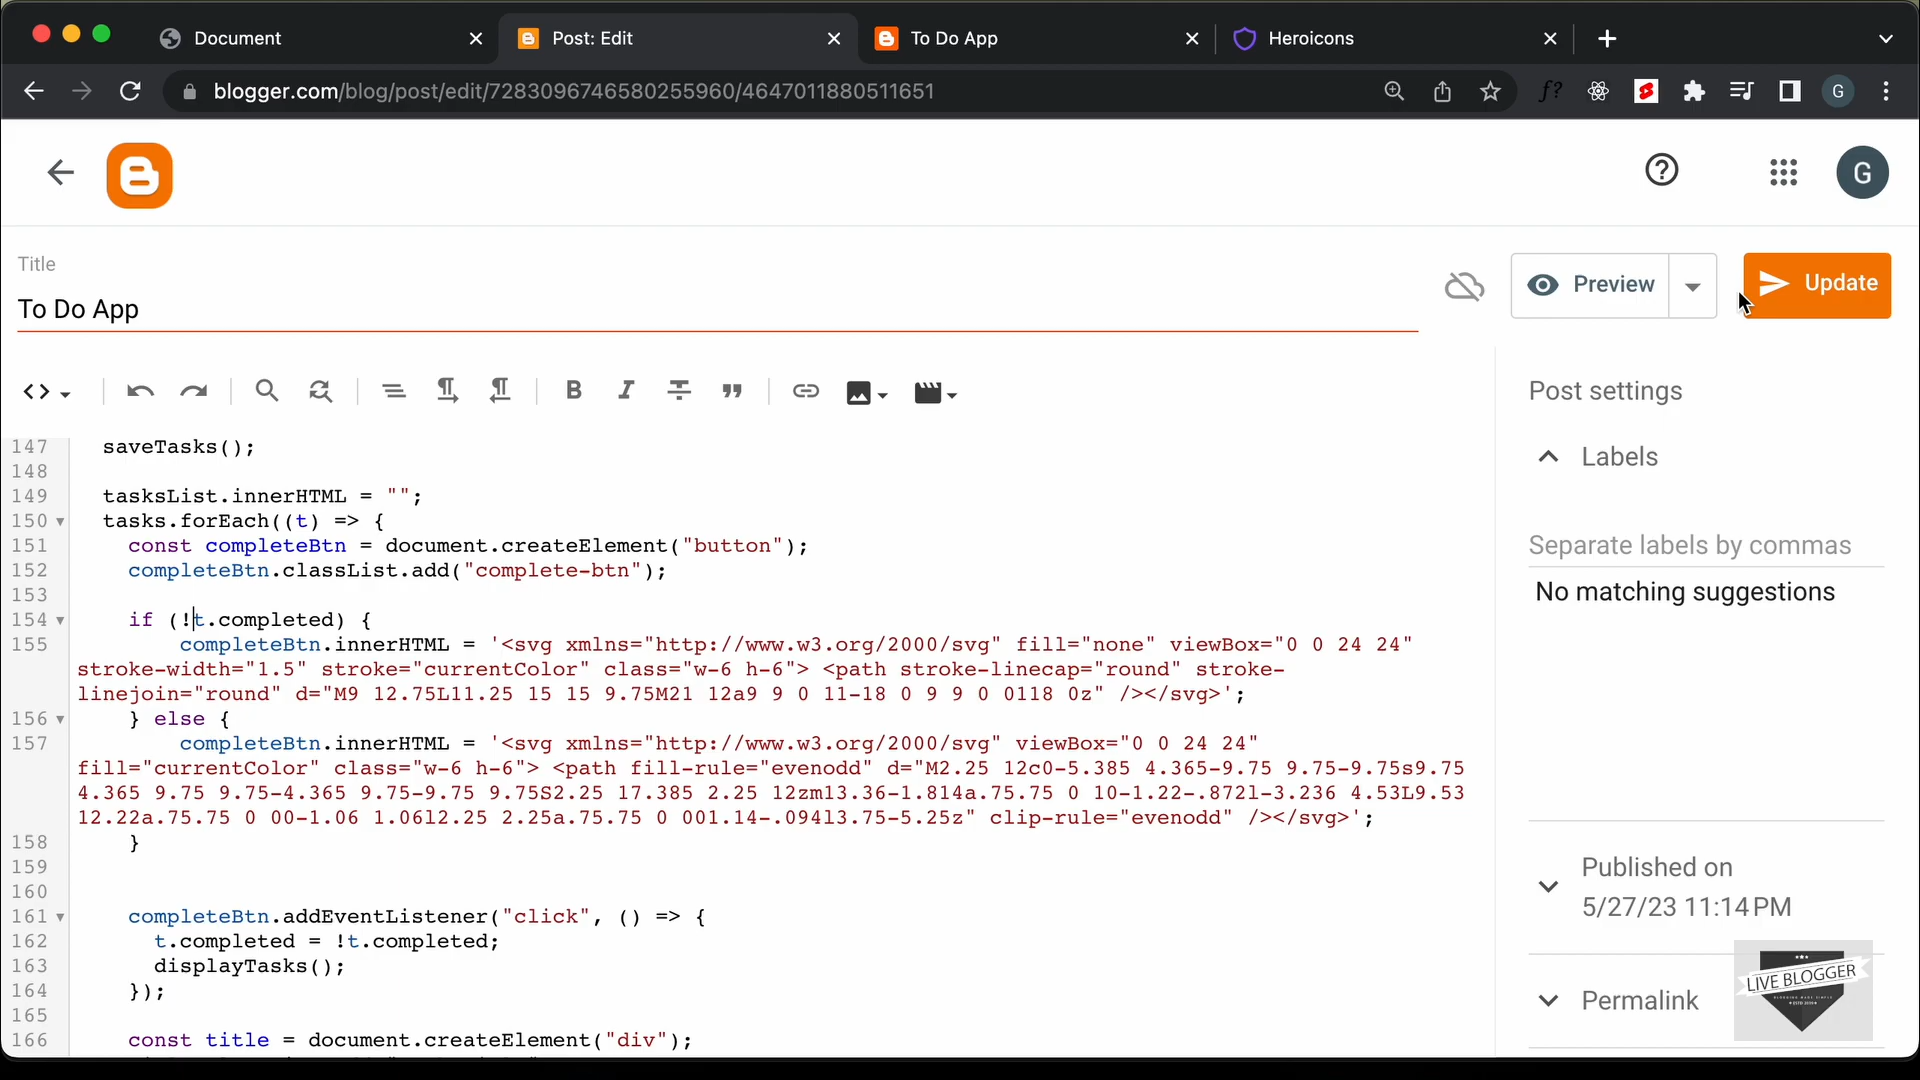 Document
Post: Edit
To Do App
Heroicons
blogger.com/blog/post/edit/7283096746580255960/4647011880511651
f?
G
G
Title
To Do App
Preview
Update
B
I
Post settings
Labels
Separate labels by commas
No matching suggestions
Published on
5/27/23 11:14 PM
Permalink
LIVE BLOGGER
147 saveTasks();
148
149 tasksList.innerHTML = "";
150 tasks.forEach((t) => {
151 const completeBtn = document.createElement("button");
152 completeBtn.classList.add("complete-btn");
153
154 if (!t.completed) {
155 completeBtn.innerHTML = '<svg xmlns="http://www.w3.org/2000/svg" fill="none" viewBox="0 0 24 24"
stroke-width="1.5" stroke="currentColor" class="w-6 h-6"> <path stroke-linecap="round" stroke-
linejoin="round" d="M9 12.75L11.25 15 15 9.75M21 12a9 9 0 11-18 0 9 9 0 0118 0z" /></svg>';
156 } else {
157 completeBtn.innerHTML = '<svg xmlns="http://www.w3.org/2000/svg" viewBox="0 0 24 24"
fill="currentColor" class="w-6 h-6"> <path fill-rule="evenodd" d="M2.25 12c0-5.385 4.365-9.75 9.75-9.75s9.75
4.365 9.75 9.75-4.365 9.75-9.75 9.75S2.25 17.385 2.25 12zm13.36-1.814a.75.75 0 10-1.22-.872l-3.236 4.53L9.53
12.22a.75.75 0 00-1.06 1.06l2.25 2.25a.75.75 0 001.14-.094l3.75-5.25z" clip-rule="evenodd" /></svg>';
158 }
159
160
161 completeBtn.addEventListener("click", () => {
162 t.completed = !t.completed;
163 displayTasks();
164 });
165
166 const title = document.createElement("div");